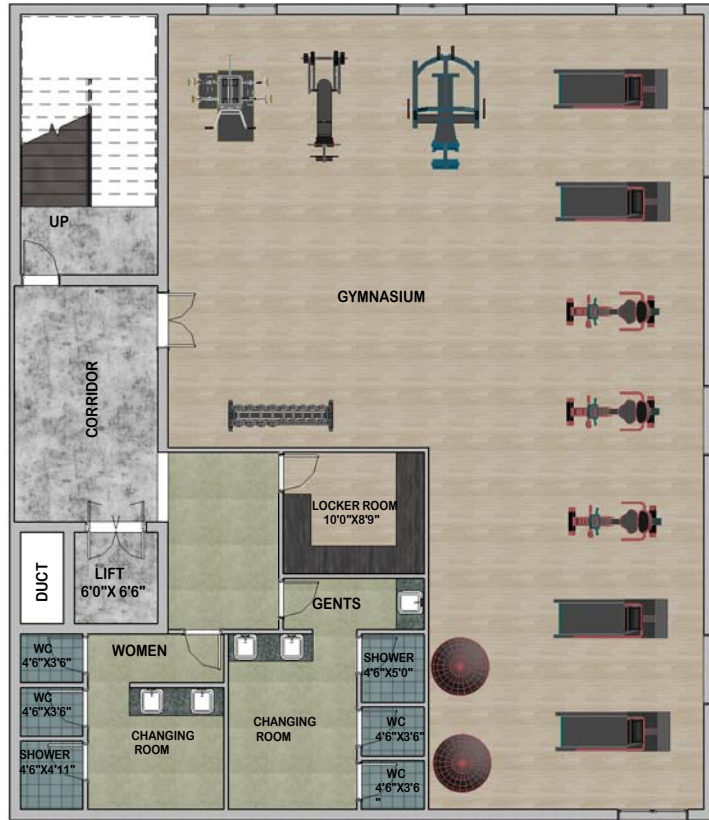 UP
GYMNASIUM
CORRIDOR
LOCKER ROOM
10'0"X8'9"
DUCT
LIFT
6'0"X 6'6"
GENTS
WOMEN
WC
4'6"X3'6"
SHOWER
4'6"X5'0"
WC
4'6"X3'6"
CHANGING
ROOM
CHANGING
ROOM
WC
4'6"X3'6"
SHOWER
4'6"X4'11"
WC
4'6"X3'6
"